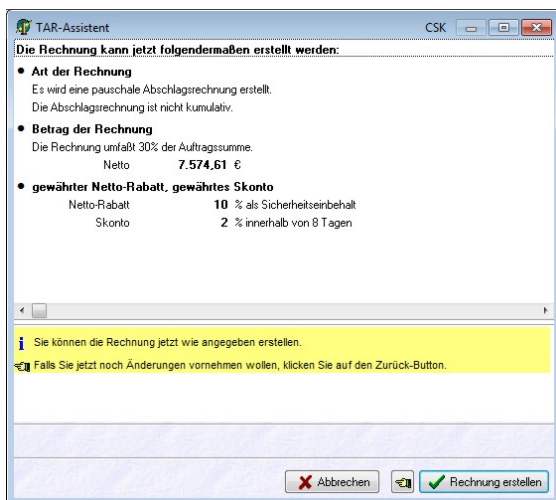 TAR-Assistent CSK
Die Rechnung kann jetzt folgendermaßen erstellt werden:
• Art der Rechnung
Es wird eine pauschale Abschlagsrechnung erstellt.
Die Abschlagsrechnung ist nicht kumulativ.
• Betrag der Rechnung
Die Rechnung umfaßt 30% der Auftragssumme.
Netto 7.574,61 €
• gewährter Netto-Rabatt, gewährtes Skonto
Netto-Rabatt 10 % als Sicherheitseinbehalt
Skonto 2 % innerhalb von 8 Tagen
i Sie können die Rechnung jetzt wie angegeben erstellen.
Falls Sie jetzt noch Änderungen vornehmen wollen, klicken Sie auf den Zurück-Button.
Abbrechen Rechnung erstellen